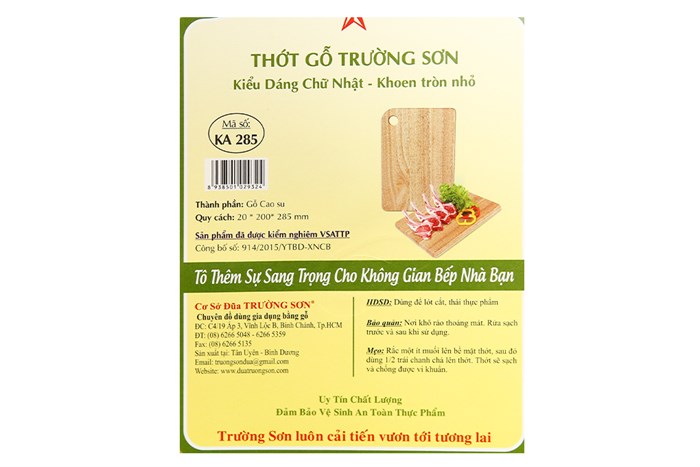 THỚT GỖ TRƯỜNG SƠN
Kiểu Dáng Chữ Nhật - Khoen tròn nhỏ
Mã số:
KA 285
8 938501 029324
Thành phần: Gỗ Cao su
Quy cách: 20 * 200* 285 mm
Sản phẩm đã được kiểm nghiệm VSATTP
Công bố số: 914/2015/YTBD-XNCB
Tô Thêm Sự Sang Trọng Cho Không Gian Bếp Nhà Bạn
Cơ Sở Đũa TRƯỜNG SƠN®
Chuyên đồ dùng gia dụng bằng gỗ
ĐC: C4/19 Ấp 3, Vĩnh Lộc B, Bình Chánh, Tp.HCM
ĐT: (08) 6266 5048 - 6266 5359
Fax: (08) 6266 5135
Sản xuất tại: Tân Uyên - Bình Dương
Email: truongsondua@gmail.com
Website: www.duatruongson.com
HDSD: Dùng để lót cắt, thái thực phẩm
Bảo quản: Nơi khô ráo thoáng mát. Rửa sạch
trước và sau khi sử dụng.
Mẹo: Rắc một ít muối lên bề mặt thớt, sau đó
dùng 1/2 trái chanh chà lên thớt. Thớt sẽ sạch
và chống được vi khuẩn.
Uy Tín Chất Lượng
Đảm Bảo Vệ Sinh An Toàn Thực Phẩm
Trường Sơn luôn cải tiến vươn tới tương lai